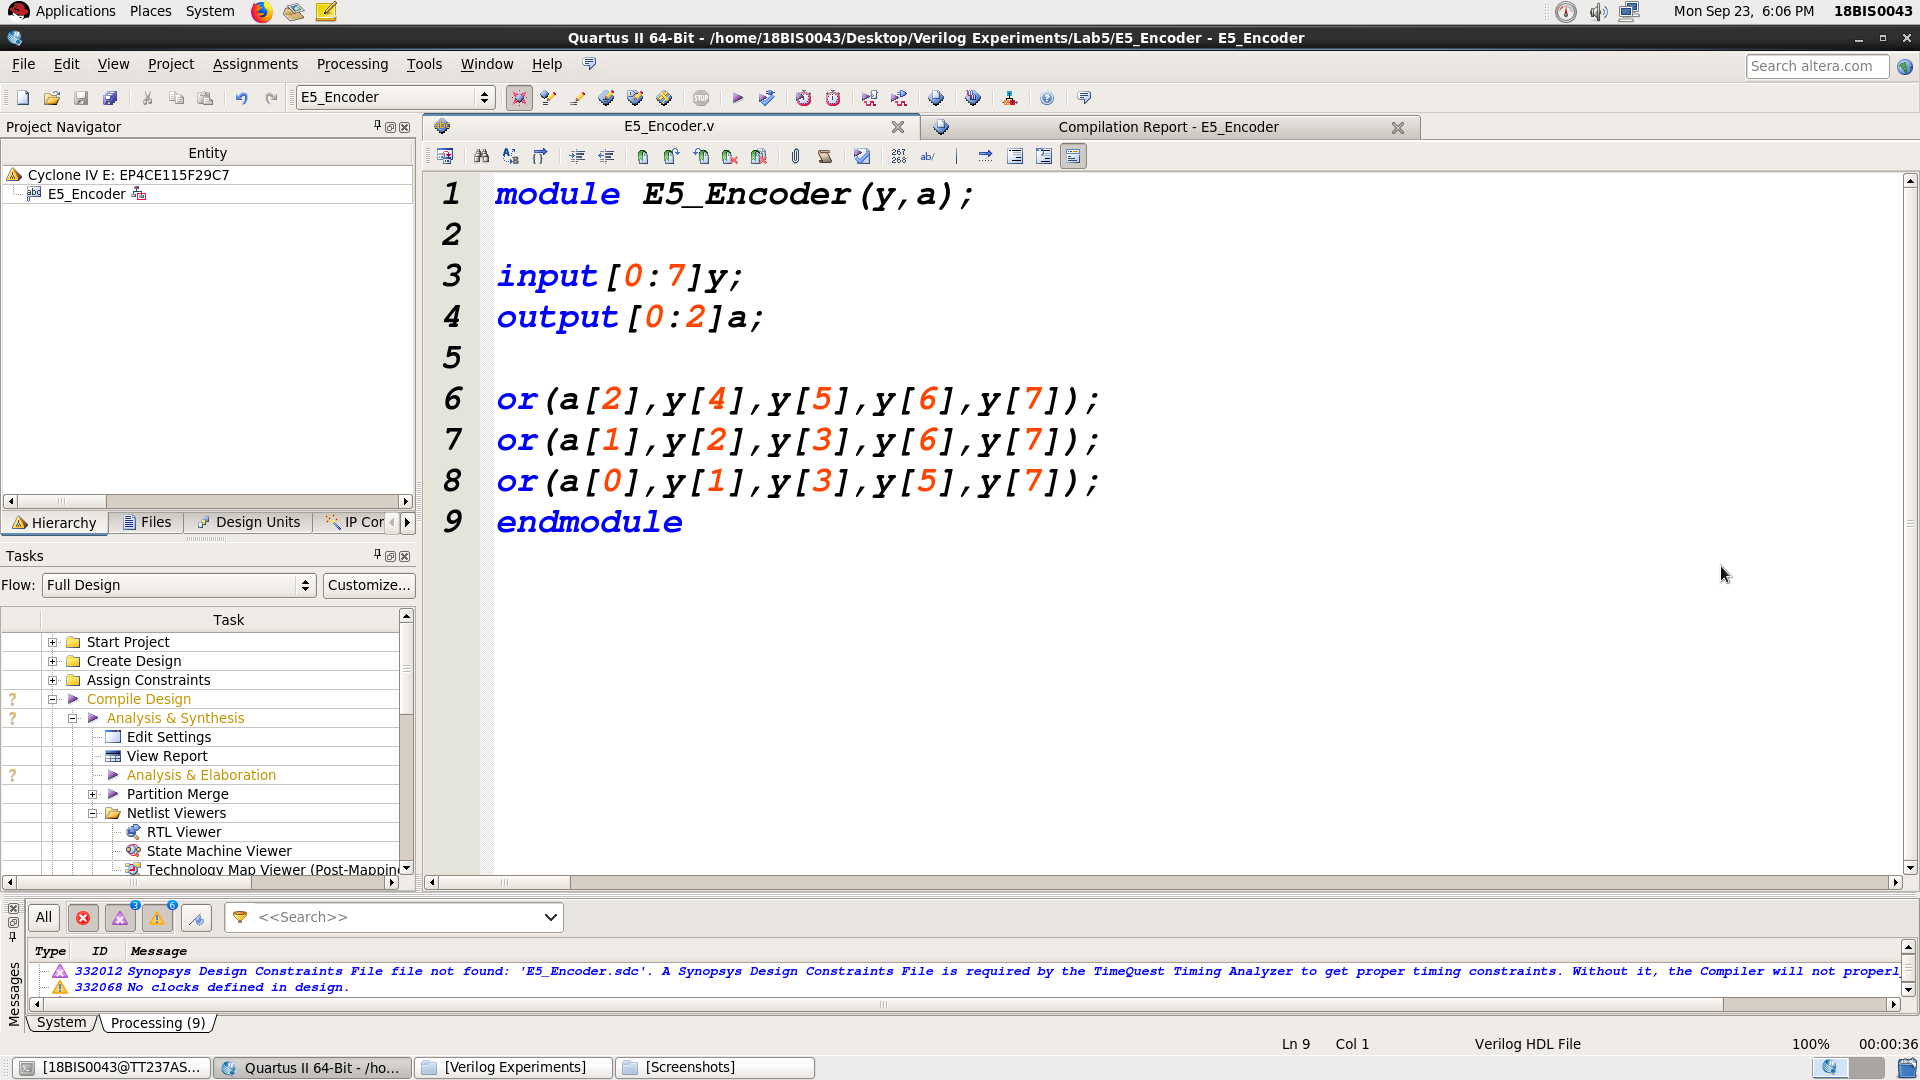 Applications Places System Mon Sep 23, 6:06 PM 18BIS0043
Quartus II 64-Bit - /home/18BIS0043/Desktop/Verilog Experiments/Lab5/E5_Encoder - E5_Encoder
File Edit View Project Assignments Processing Tools Window Help Search altera.com
E5_Encoder STOP
Project Navigator
Entity
Cyclone IV E: EP4CE115F29C7
abd E5_Encoder
Hierarchy Files Design Units IP Cor
Tasks
Flow: Full Design Customize...
Task
Start Project
Create Design
Assign Constraints
? Compile Design
? Analysis & Synthesis
Edit Settings
View Report
? Analysis & Elaboration
Partition Merge
Netlist Viewers
RTL Viewer
State Machine Viewer
Technology Map Viewer (Post-Mappin
E5_Encoder.v Compilation Report - E5_Encoder
267 268 ab/
1 module E5_Encoder(y,a);
2
3 input[0:7]y;
4 output[0:2]a;
5
6 or(a[2],y[4],y[5],y[6],y[7]);
7 or(a[1],y[2],y[3],y[6],y[7]);
8 or(a[0],y[1],y[3],y[5],y[7]);
9 endmodule
All 3 6 <<Search>>
Type ID Message
332012 Synopsys Design Constraints File file not found: 'E5_Encoder.sdc'. A Synopsys Design Constraints File is required by the TimeQuest Timing Analyzer to get proper timing constraints. Without it, the Compiler will not properl
332068 No clocks defined in design.
Messages
System Processing (9)
Ln 9 Col 1 Verilog HDL File 100% 00:00:36
[18BIS0043@TT237AS... Quartus II 64-Bit - /ho... [Verilog Experiments] [Screenshots]